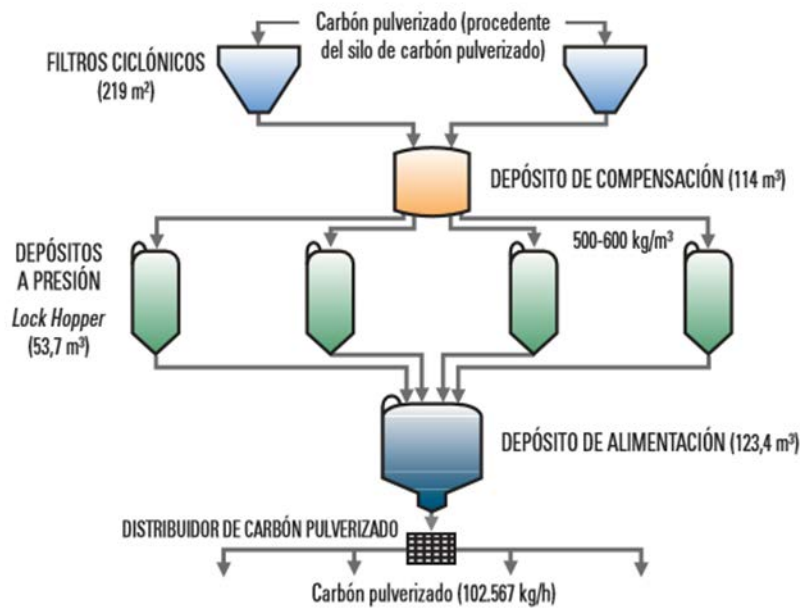 Carbón pulverizado (procedente
del silo de carbón pulverizado)
FILTROS CICLÓNICOS
(219 m²)
DEPÓSITO DE COMPENSACIÓN (114 m³)
500-600 kg/m³
DEPÓSITOS
A PRESIÓN
Lock Hopper
(53,7 m³)
DEPÓSITO DE ALIMENTACIÓN (123,4 m³)
DISTRIBUIDOR DE CARBÓN PULVERIZADO
Carbón pulverizado (102.567 kg/h)